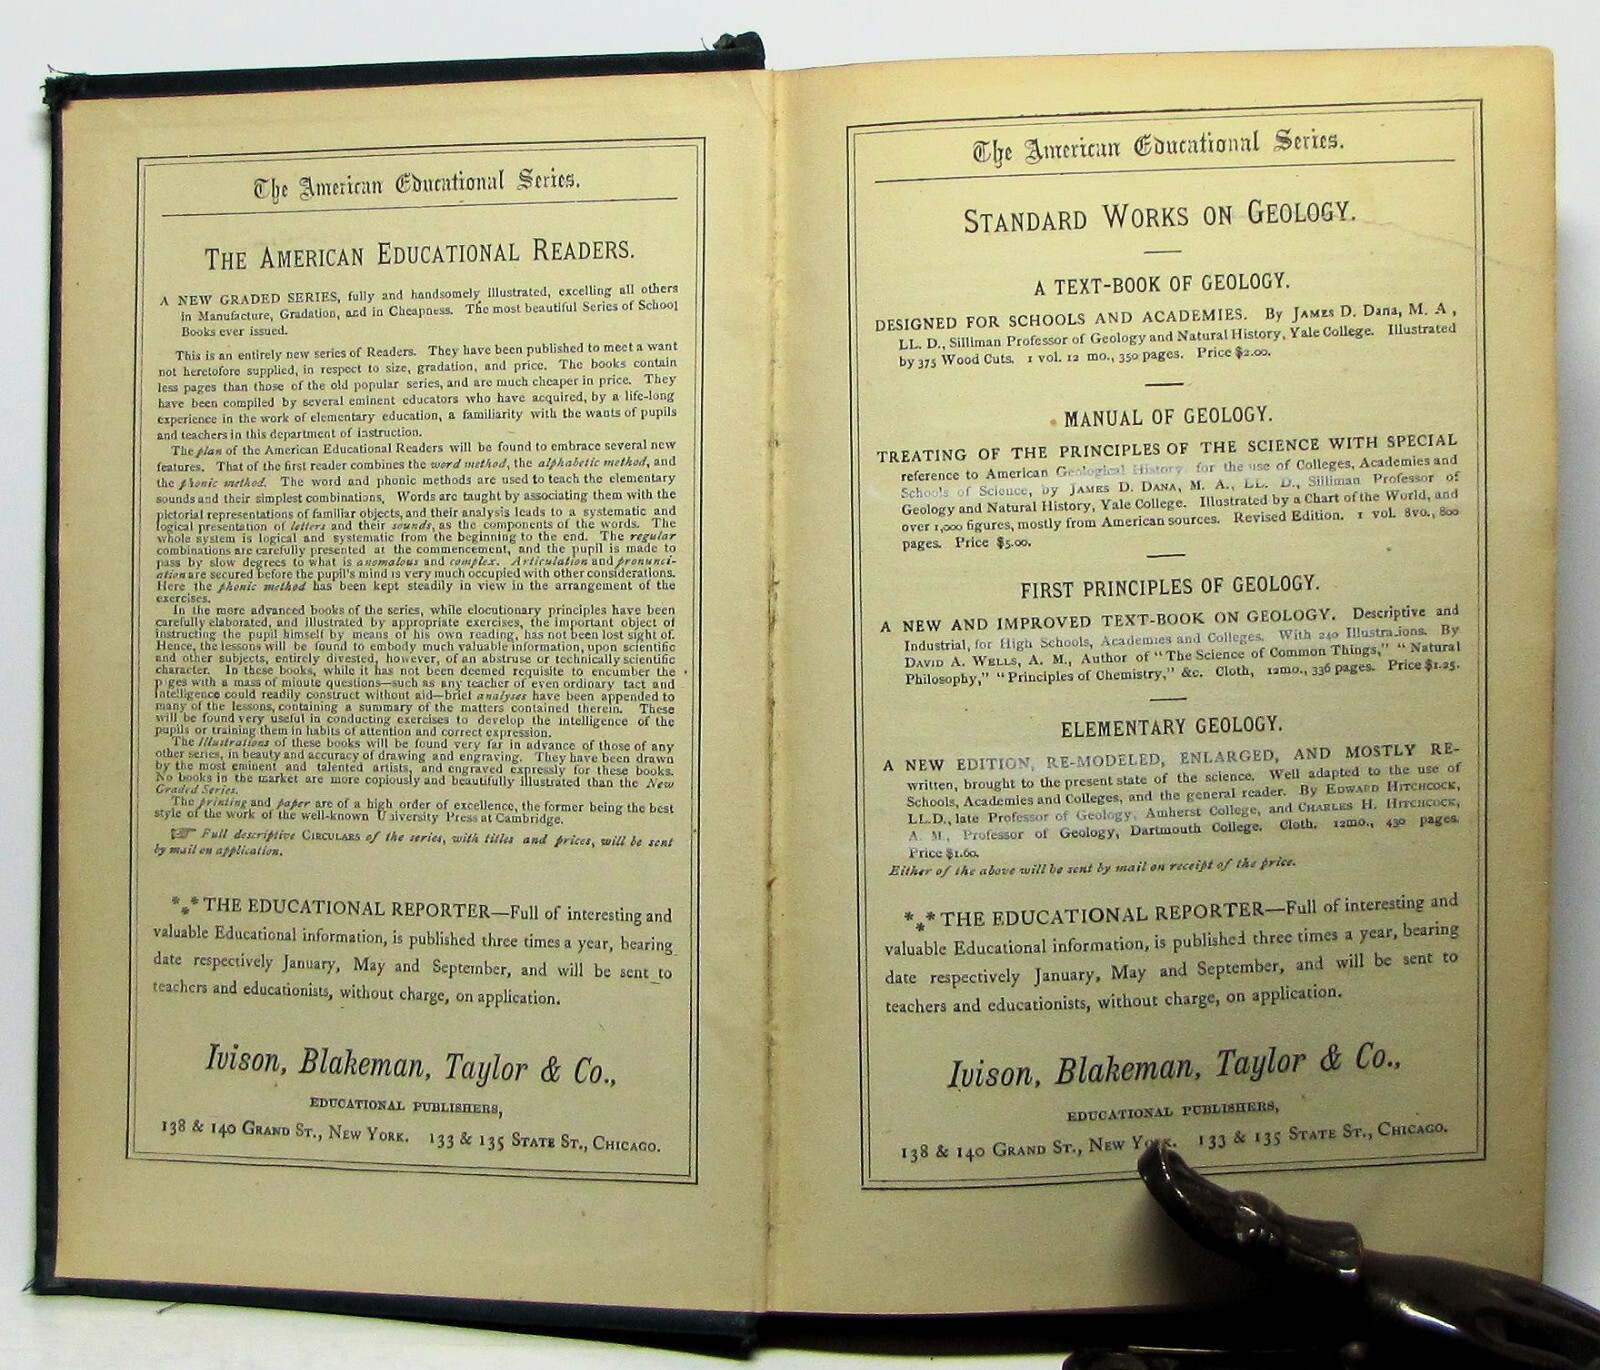 The American Educational Series.
THE AMERICAN EDUCATIONAL READERS.
A NEW GRADED SERIES, fully and handsomely illustrated, excelling all others
in Manufacture, Gradation, and in Cheapness. The most beautiful Series of School
Books ever issued.
This is an entirely new series of Readers. They have been published to meet a want
not heretofore supplied, in respect to size, gradation, and price. The books contain
less pages than those of the old popular series, and are much cheaper in price. They
have been compiled by several eminent educators who have acquired, by a life-long
experience in the work of elementary education, a familiarity with the wants of pupils
and teachers in this department of instruction.
The plan of the American Educational Readers will be found to embrace several new
features. That of the first reader combines the word method, the alphabetic method, and
the phonic method. The word and phonic methods are used to teach the elementary
sounds and their simplest combinations. Words are taught by associating them with the
pictorial representations of familiar objects, and their analysis leads to a systematic and
logical presentation of letters and their sounds, as the components of the words. The
whole system is logical and systematic from the beginning to the end. The regular
combinations are carefully presented at the commencement, and the pupil is made to
pass by slow degrees to what is anomalous and complex. Articulation and pronunci-
ation are secured before the pupil's mind is very much occupied with other considerations.
Here the phonic method has been kept steadily in view in the arrangement of the
exercises.
In the more advanced books of the series, while elocutionary principles have been
carefully elaborated, and illustrated by appropriate exercises, the important object of
instructing the pupil himself by means of his own reading, has not been lost sight of.
Hence, the lessons will be found to embody much valuable information, upon scientific
and other subjects, entirely divested, however, of an abstruse or technically scientific
character. In these books, while it has not been deemed requisite to encumber the
p ges with a mass of minute questions—such as any teacher of even ordinary tact and
intelligence could readily construct without aid—brief analyses have been appended to
many of the lessons, containing a summary of the matters contained therein. These
will be found very useful in conducting exercises to develop the intelligence of the
pupils or training them in habits of attention and correct expression.
The Illustrations of these books will be found very far in advance of those of any
other series, in beauty and accuracy of drawing and engraving. They have been drawn
by the most eminent and talented artists, and engraved expressly for these books.
No books in the market are more copiously and beautifully illustrated than the New
Graded Series.
The printing and paper are of a high order of excellence, the former being the best
style of the work of the well-known University Press at Cambridge.
☞ Full descriptive CIRCULARS of the series, with titles and prices, will be sent
by mail on application.
*** THE EDUCATIONAL REPORTER—Full of interesting and
valuable Educational information, is published three times a year, bearing
date respectively January, May and September, and will be sent to
teachers and educationists, without charge, on application.
Ivison, Blakeman, Taylor & Co.,
EDUCATIONAL PUBLISHERS,
138 & 140 GRAND ST., NEW YORK. 133 & 135 STATE ST., CHICAGO.
The American Educational Series.
STANDARD WORKS ON GEOLOGY.
A TEXT-BOOK OF GEOLOGY.
DESIGNED FOR SCHOOLS AND ACADEMIES. By JAMES D. Dana, M. A ,
LL. D., Silliman Professor of Geology and Natural History, Yale College. Illustrated
by 375 Wood Cuts. 1 vol. 12 mo., 350 pages. Price $2.00.
MANUAL OF GEOLOGY.
TREATING OF THE PRINCIPLES OF THE SCIENCE WITH SPECIAL
reference to American Geological History, for the use of Colleges, Academies and
Schools of Science, by JAMES D. DANA, M. A., LL. D., Silliman Professor of
Geology and Natural History, Yale College. Illustrated by a Chart of the World, and
over 1,000 figures, mostly from American sources. Revised Edition. 1 vol. 8vo., 800
pages. Price $5.00.
FIRST PRINCIPLES OF GEOLOGY.
A NEW AND IMPROVED TEXT-BOOK ON GEOLOGY. Descriptive and
Industrial, for High Schools, Academies and Colleges. With 240 Illustrations. By
DAVID A. WELLS, A. M., Author of "The Science of Common Things," "Natural
Philosophy," "Principles of Chemistry," &c. Cloth, 12mo., 336 pages. Price $1.25.
ELEMENTARY GEOLOGY.
A NEW EDITION, RE-MODELED, ENLARGED, AND MOSTLY RE-
written, brought to the present state of the science. Well adapted to the use of
Schools, Academies and Colleges, and the general reader. By EDWARD HITCHCOCK,
LL.D., late Professor of Geology, Amherst College, and CHARLES H. HITCHCOCK,
A. M., Professor of Geology, Dartmouth College. Cloth. 12mo., 430 pages.
Price $1.60.
Either of the above will be sent by mail on receipt of the price.
*** THE EDUCATIONAL REPORTER—Full of interesting and
valuable Educational information, is published three times a year, bearing
date respectively January, May and September, and will be sent to
teachers and educationists, without charge, on application.
Ivison, Blakeman, Taylor & Co.,
EDUCATIONAL PUBLISHERS,
138 & 140 GRAND ST., NEW YORK. 133 & 135 STATE ST., CHICAGO.